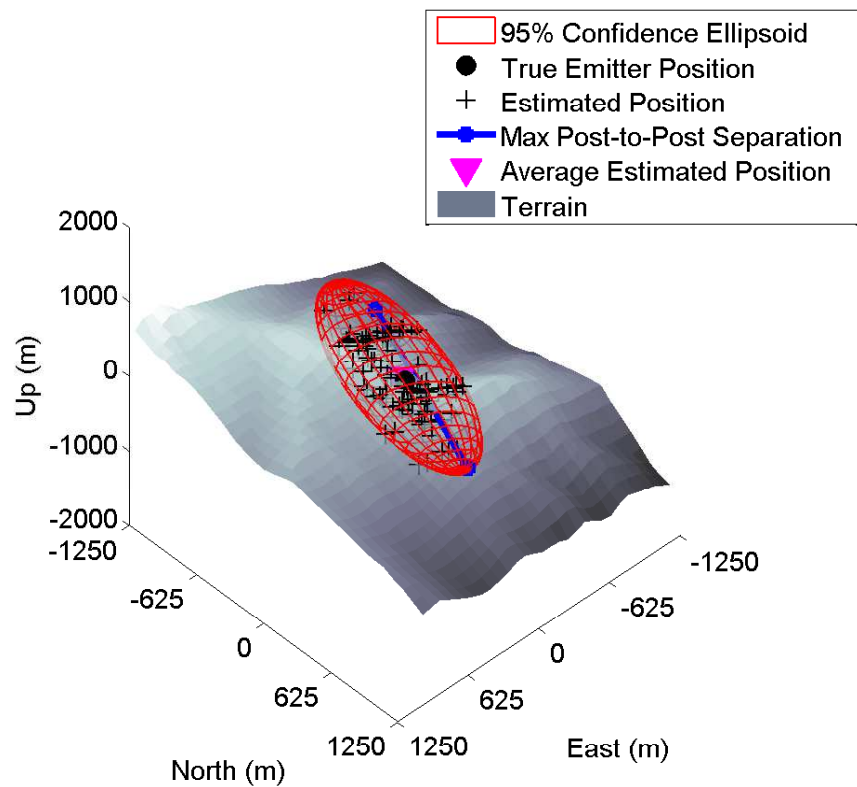 95% Confidence Ellipsoid
True Emitter Position
Estimated Position
Max Post-to-Post Separation
Average Estimated Position
Terrain
2000
1000
0
-1000
-2000
Up (m)
-1250
-625
0
625
1250
North (m)
-1250
-625
0
625
1250
East (m)